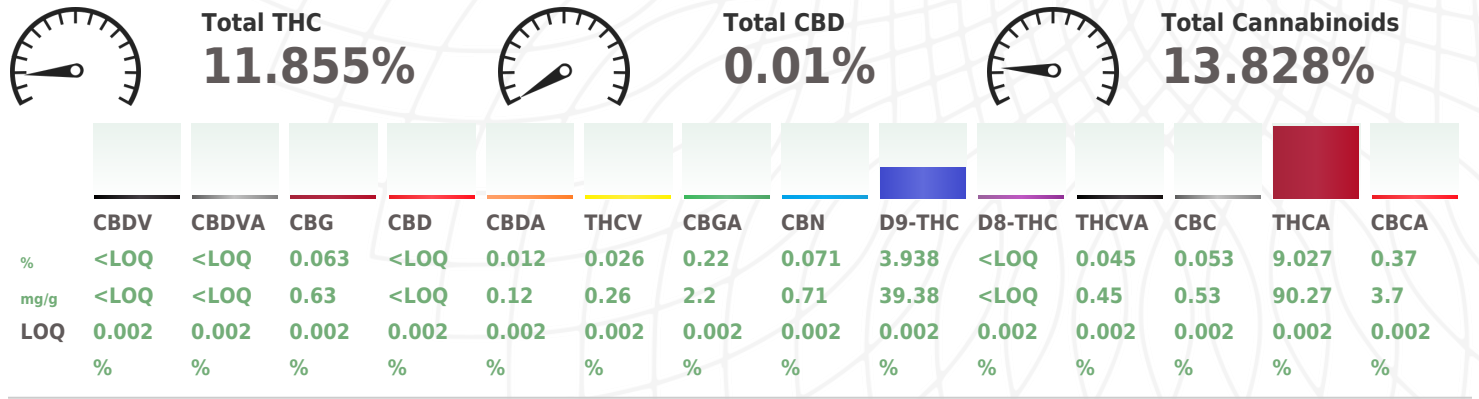 Total THC Total CBD Total Cannabinoids
11.855% 0.01% 13.828%
CBDV CBDVA CBG CBD CBDA THCV CBGA CBN D9-THC D8-THC THCVA CBC THCA CBCA
% <LOQ <LOQ 0.063 <LOQ 0.012 0.026 0.22 0.071 3.938 <LOQ 0.045 0.053 9.027 0.37
mg/g <LOQ <LOQ 0.63 <LOQ 0.12 0.26 2.2 0.71 39.38 <LOQ 0.45 0.53 90.27 3.7
LOQ 0.002 0.002 0.002 0.002 0.002 0.002 0.002 0.002 0.002 0.002 0.002 0.002 0.002 0.002
% % % % % % % % % % % % % %